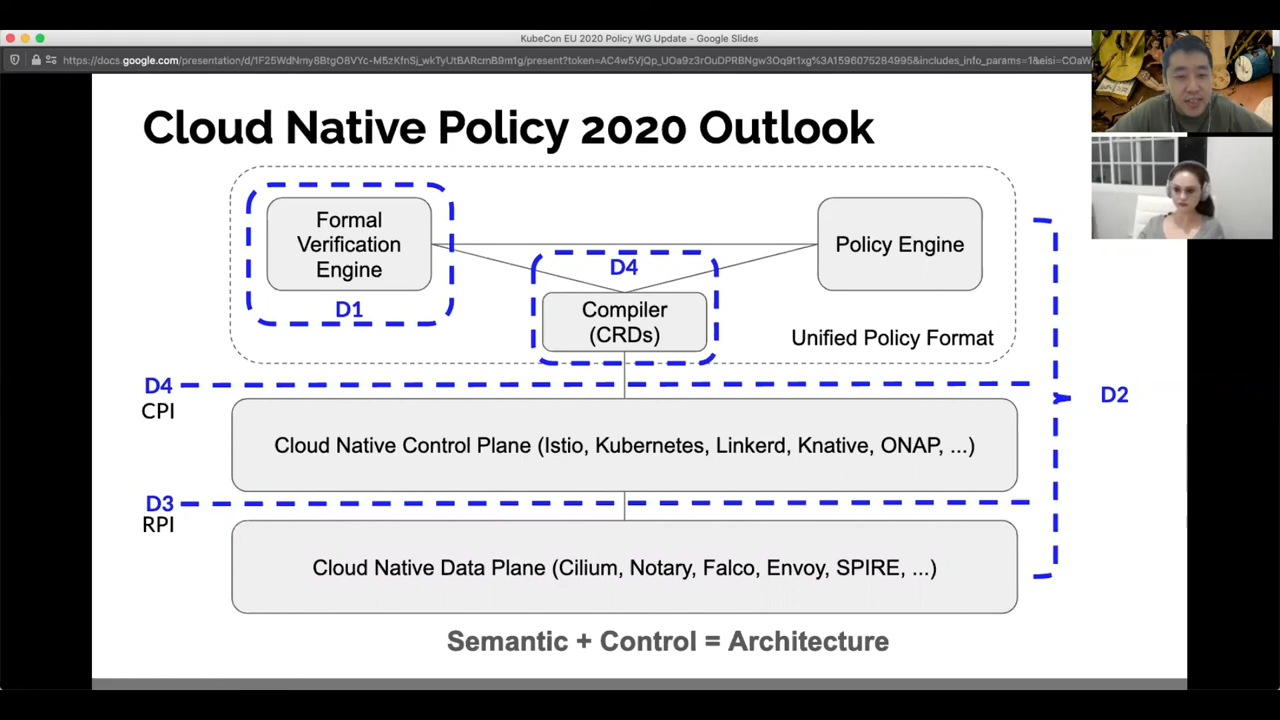 KubeCon EU 2020 Policy WG Update - Google Slides
Cloud Native Policy 2020 Outlook
Formal
Verification
Engine
D1
D4
Compiler
(CRDs)
Policy Engine
Unified Policy Format
D2
D4
CPI
Cloud Native Control Plane (Istio, Kubernetes, Linkerd, Knative, ONAP, ...)
D3
RPI
Cloud Native Data Plane (Cilium, Notary, Falco, Envoy, SPIRE, ...)
Semantic + Control = Architecture